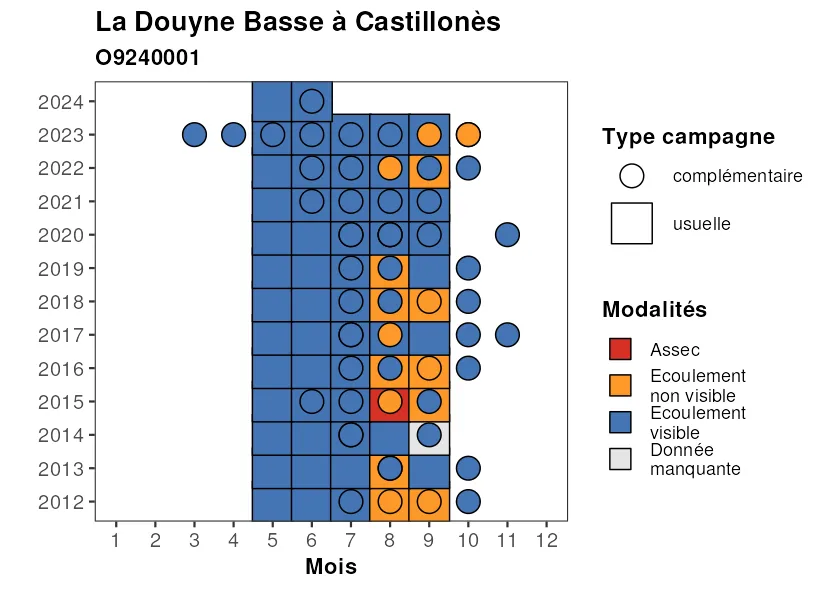 La Douyne Basse à Castillonès
O9240001
2024
2023
2022
2021
2020
2019
2018
2017
2016
2015
2014
2013
2012
1 2 3 4 5 6 7 8 9 10 11 12
Mois
Type campagne
complémentaire
usuelle
Modalités
Assec
Ecoulement
non visible
Ecoulement
visible
Donnée
manquante